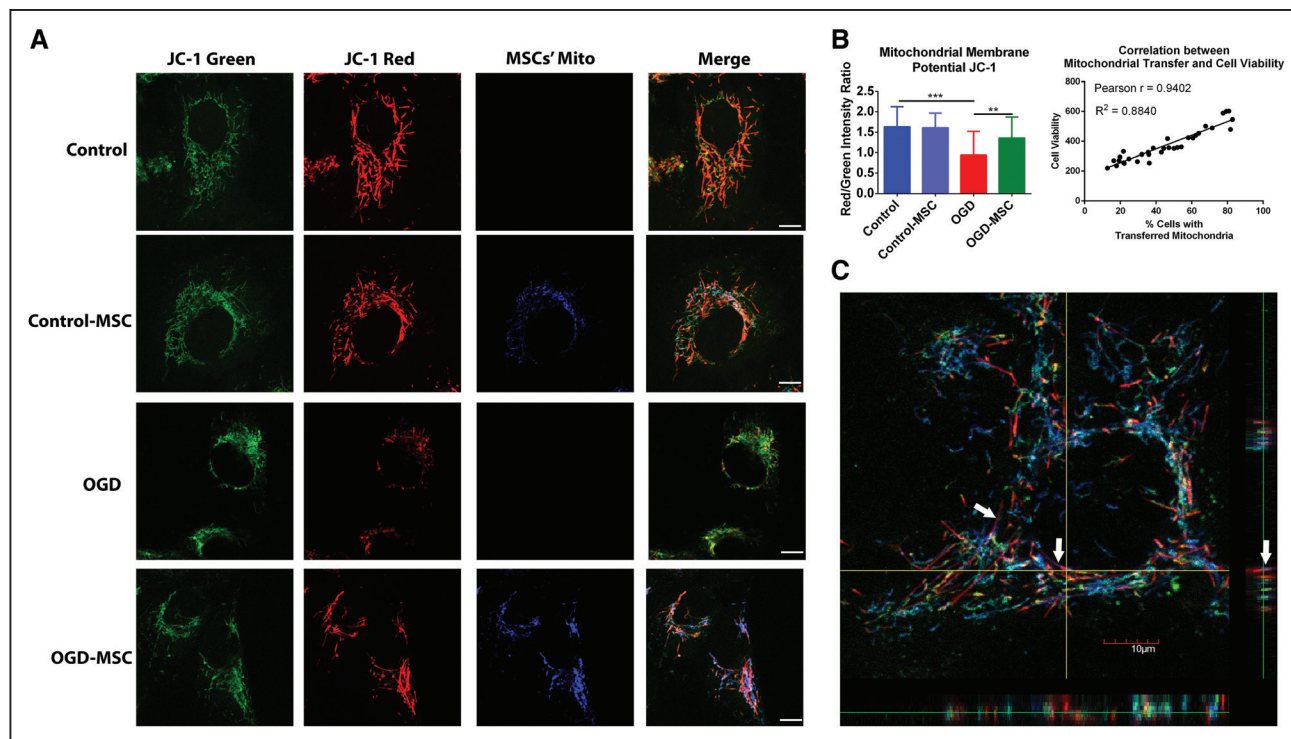 A
JC-1 Green
JC-1 Red
MSCs' Mito
Merge
Control
Control-MSC
OGD
OGD-MSC
B
Mitochondrial Membrane
Potential JC-1
Red/Green Intensity Ratio
2.5
2.0
1.5
1.0
0.5
0.0
***
**
Control
Control-MSC
OGD
OGD-MSC
Correlation between
Mitochondrial Transfer and Cell Viability
Pearson r = 0.9402
R² = 0.8840
Cell Viability
800
600
400
200
0
0
20
40
60
80
100
% Cells with
Transferred Mitochondria
C
10µm